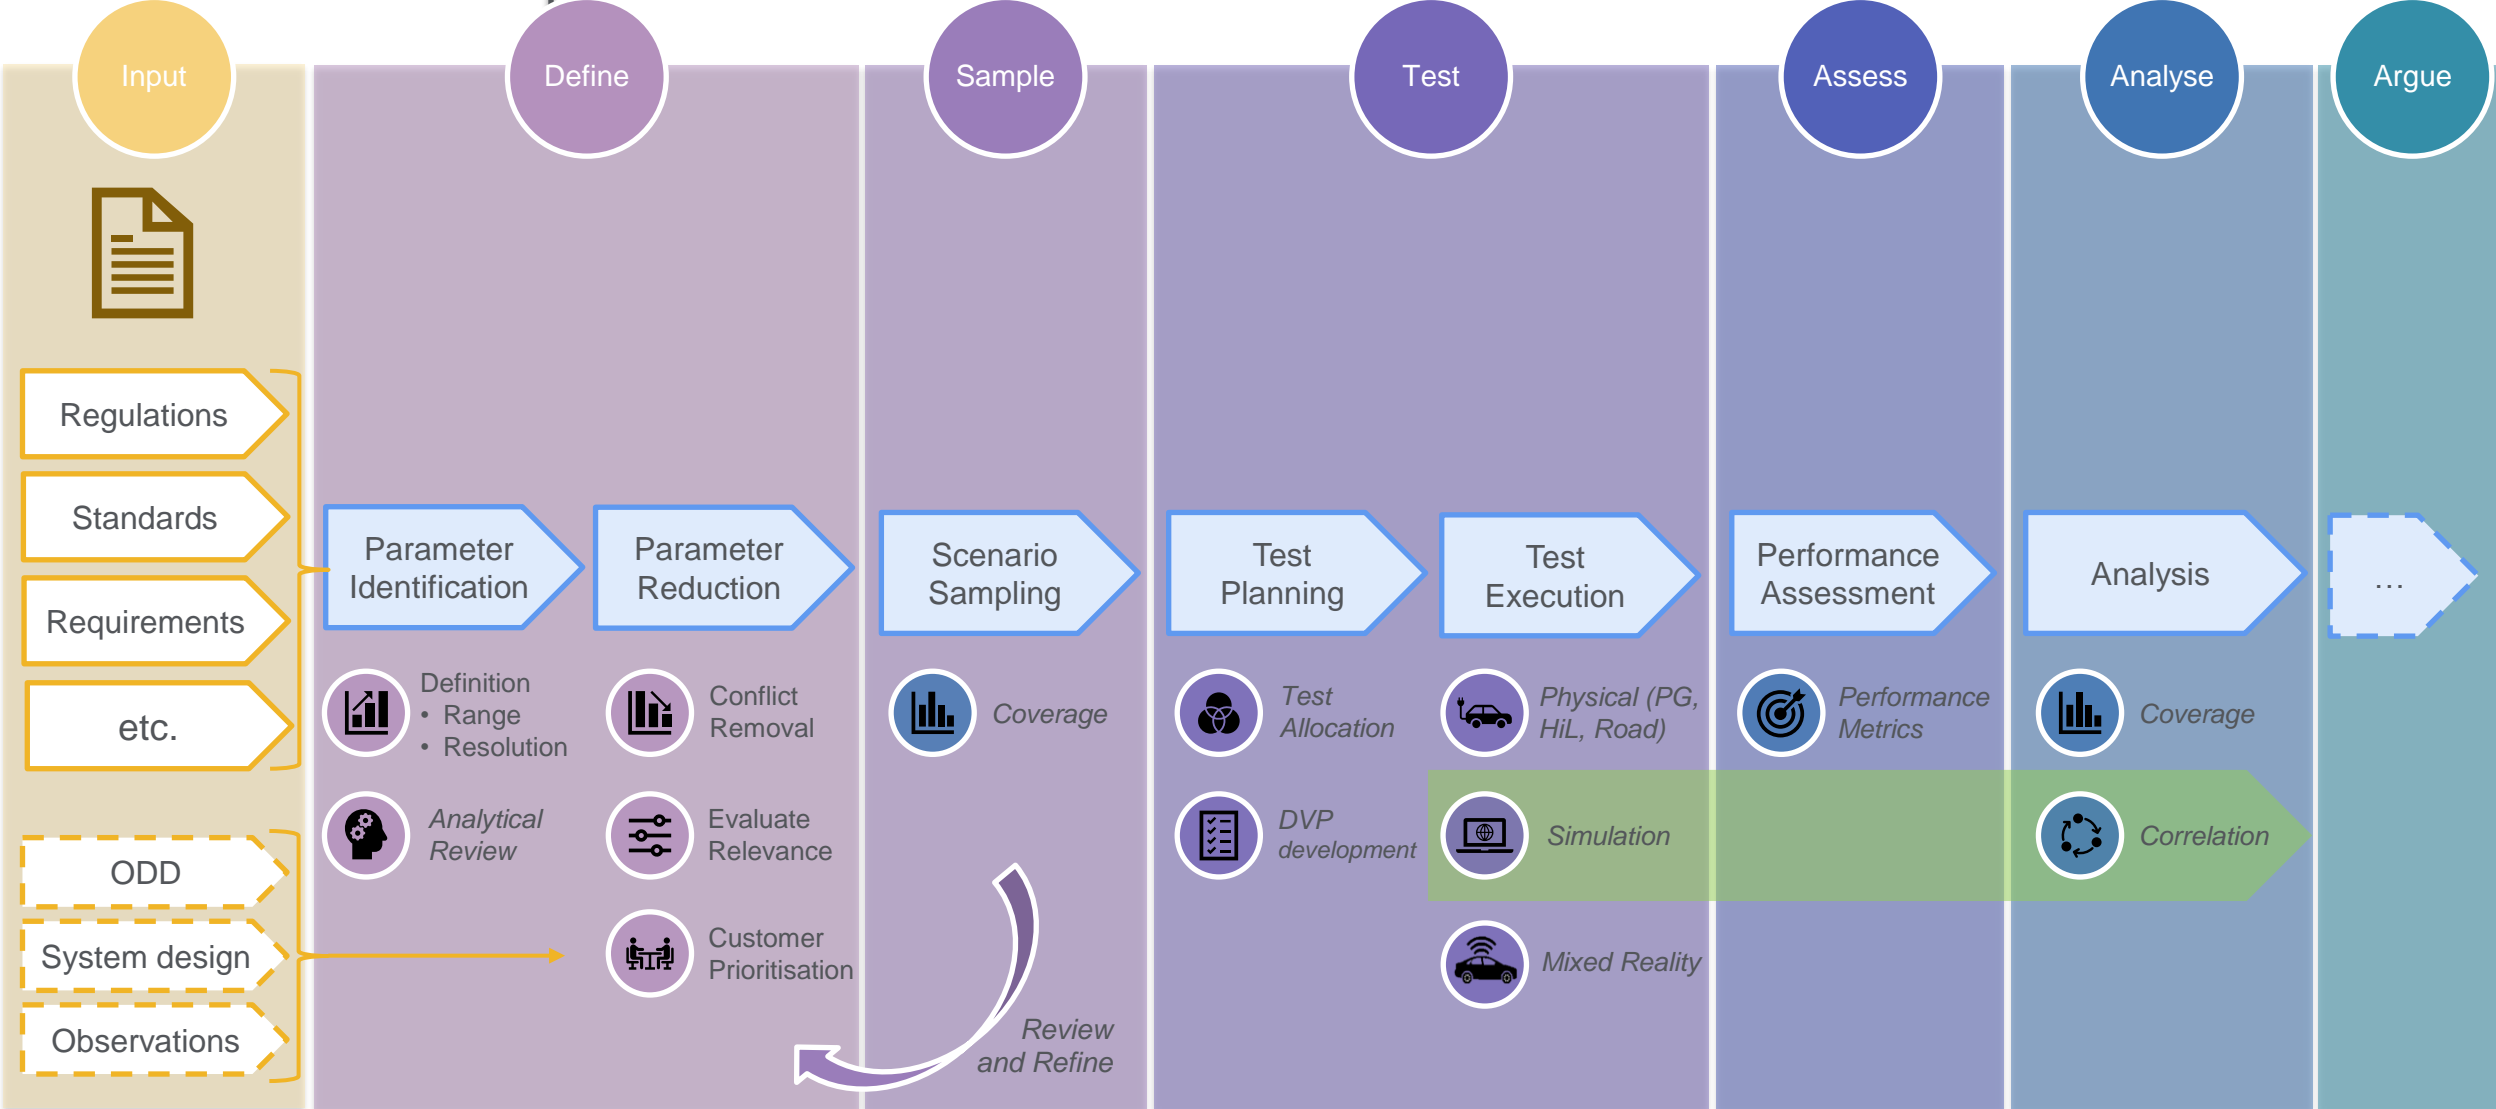 Input
Define
Sample
Test
Assess
Analyse
Argue
Regulations
Standards
Requirements
etc.
ODD
System design
Observations
Parameter
Identification
Definition
• Range
• Resolution
Analytical
Review
Parameter
Reduction
Conflict
Removal
Evaluate
Relevance
Customer
Prioritisation
Scenario
Sampling
Coverage
Review
and Refine
Test
Planning
Test
Allocation
DVP
development
Test
Execution
Physical (PG,
HiL, Road)
Simulation
Mixed Reality
Performance
Assessment
Performance
Metrics
Analysis
Coverage
Correlation
...